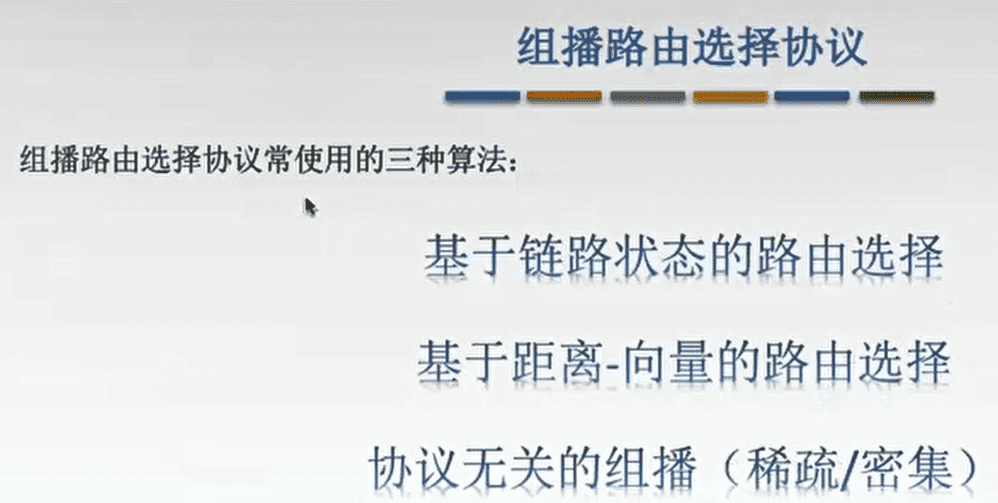 组播路由选择协议
组播路由选择协议常使用的三种算法：
基于链路状态的路由选择
基于距离-向量的路由选择
协议无关的组播（稀疏/密集）